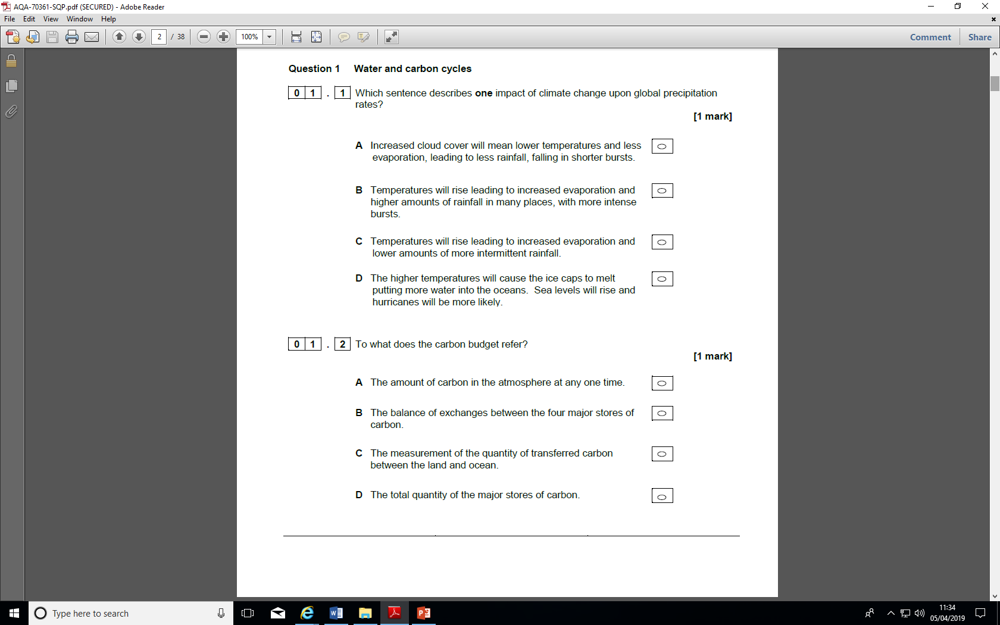 AQA-70361-SQP.pdf (SECURED) - Adobe Reader
File Edit View Window Help
2 / 38 100% Comment Share
Question 1 Water and carbon cycles
0 1 . 1 Which sentence describes one impact of climate change upon global precipitation
rates?
[1 mark]
A Increased cloud cover will mean lower temperatures and less
evaporation, leading to less rainfall, falling in shorter bursts.
B Temperatures will rise leading to increased evaporation and
higher amounts of rainfall in many places, with more intense
bursts.
C Temperatures will rise leading to increased evaporation and
lower amounts of more intermittent rainfall.
D The higher temperatures will cause the ice caps to melt
putting more water into the oceans. Sea levels will rise and
hurricanes will be more likely.
0 1 . 2 To what does the carbon budget refer?
[1 mark]
A The amount of carbon in the atmosphere at any one time.
B The balance of exchanges between the four major stores of
carbon.
C The measurement of the quantity of transferred carbon
between the land and ocean.
D The total quantity of the major stores of carbon.
Type here to search
11:34
05/04/2019